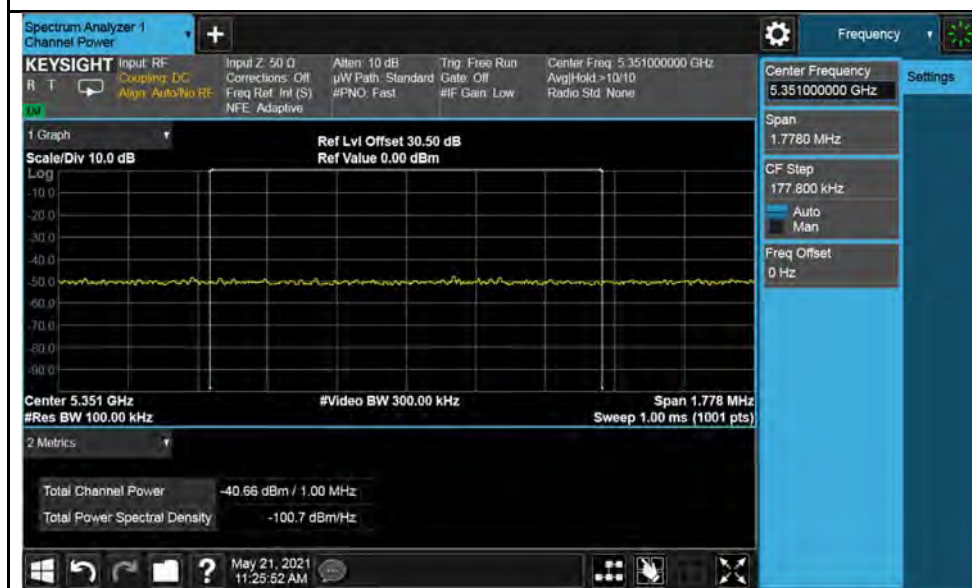 Spectrum Analyzer 1
Channel Power
Frequency
KEYSIGHT
R T
Input: RF
Coupling: DC
Align: Auto/No RF
Input Z: 50 Ω
Corrections: Off
Freq Ref: Int (S)
NFE: Adaptive
Atten: 10 dB
µW Path: Standard
#PNO: Fast
Trig: Free Run
Gate: Off
#IF Gain: Low
Center Freq: 5.351000000 GHz
Avg|Hold:>10/10
Radio Std: None
Center Frequency
5.351000000 GHz
Settings
Span
1.7780 MHz
CF Step
177.800 kHz
Auto
Man
Freq Offset
0 Hz
1 Graph
Scale/Div 10.0 dB
Ref Lvl Offset 30.50 dB
Ref Value 0.00 dBm
Log
-10.0
-20.0
-30.0
-40.0
-50.0
-60.0
-70.0
-80.0
-90.0
Center 5.351 GHz
#Video BW 300.00 kHz
Span 1.778 MHz
#Res BW 100.00 kHz
Sweep 1.00 ms (1001 pts)
2 Metrics
Total Channel Power -40.66 dBm / 1.00 MHz
Total Power Spectral Density -100.7 dBm/Hz
May 21, 2021
11:25:52 AM